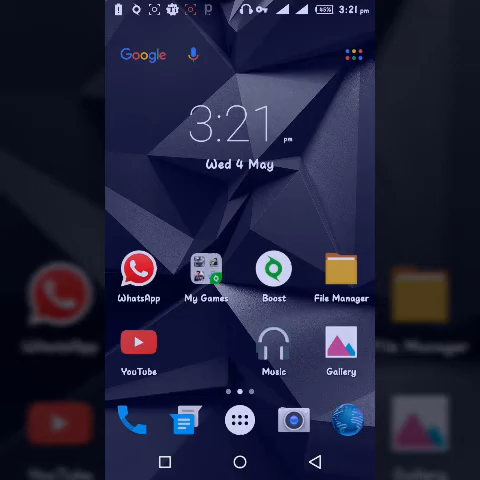 45%
3:21 pm
Google
3:21 pm
Wed 4 May
WhatsApp
My Games
Boost
File Manager
YouTube
Music
Gallery